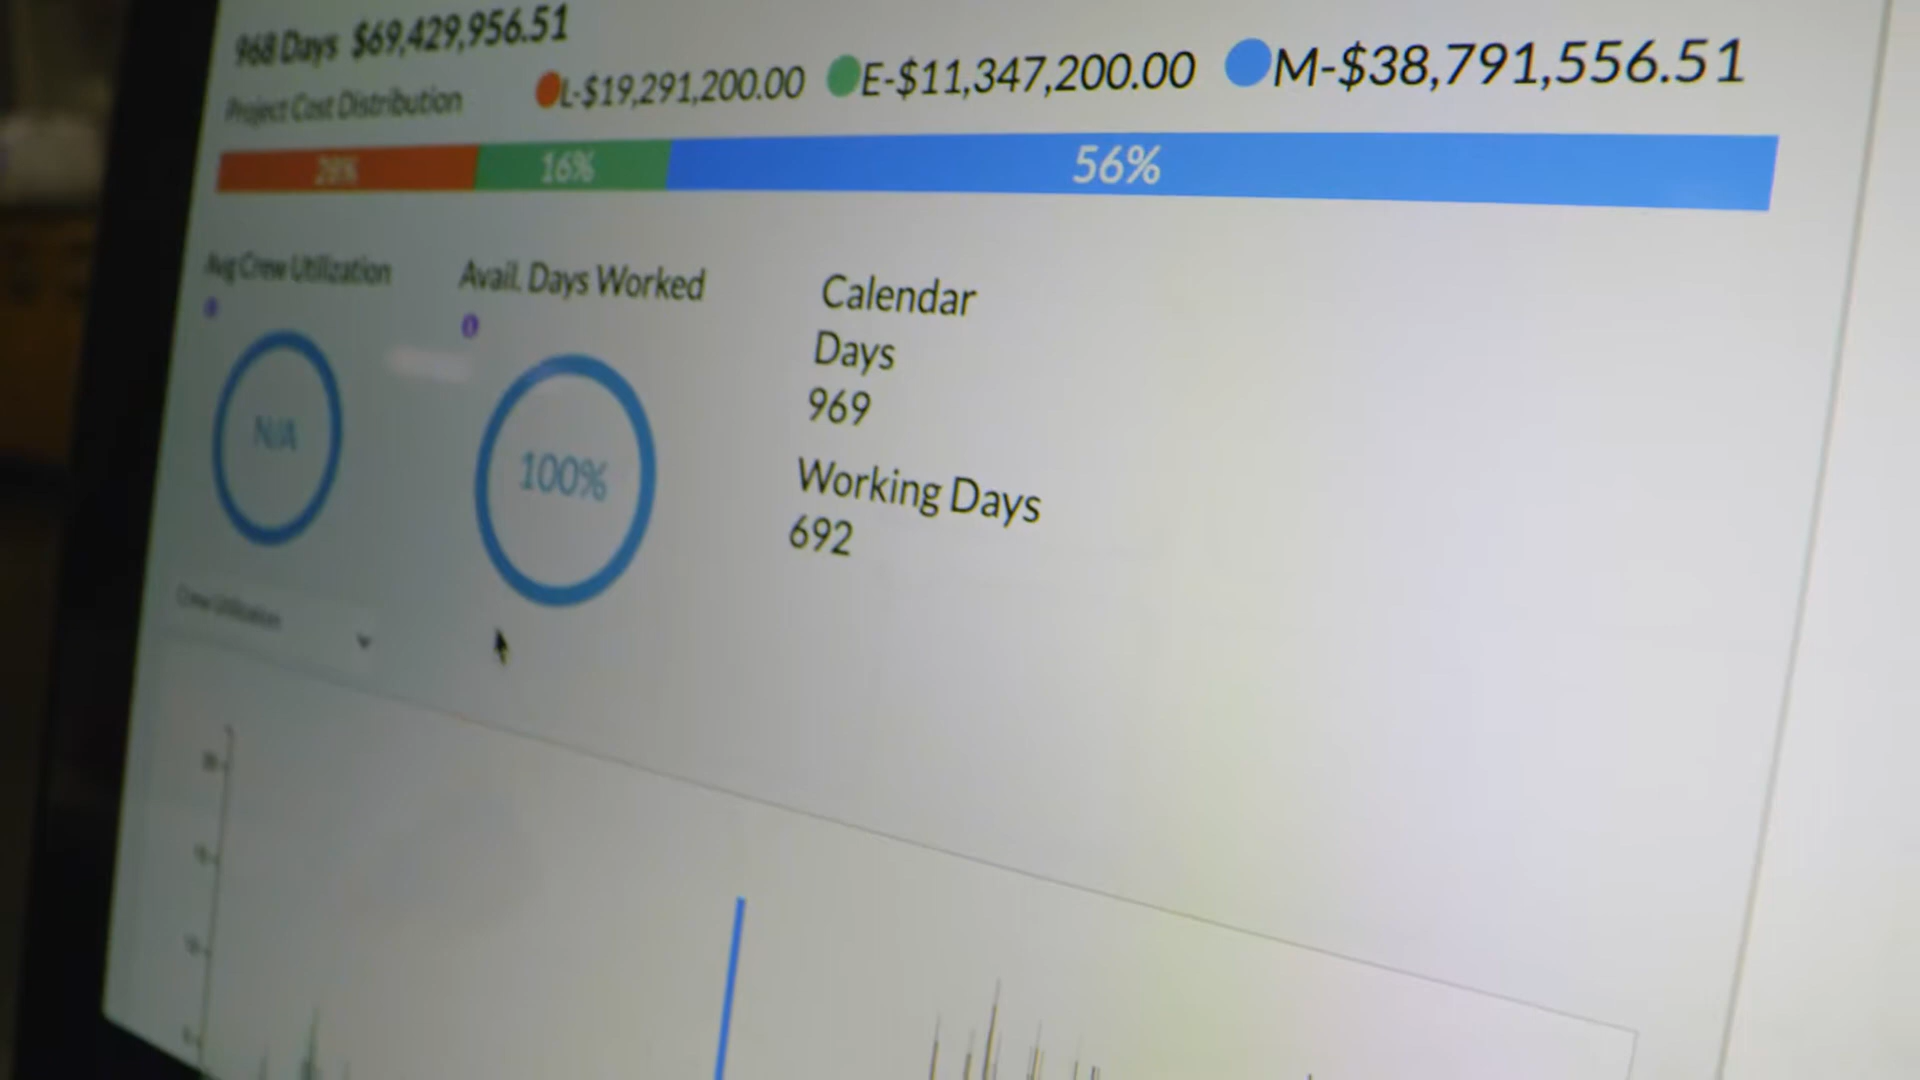 968 Days $69,429,956.51
Project Cost Distribution L-$19,291,200.00 E-$11,347,200.00 M-$38,791,556.51
28% 16% 56%
Avg Crew Utilization
Avail. Days Worked
N/A
100%
Calendar
Days
969
Working Days
692
Crew Utilization